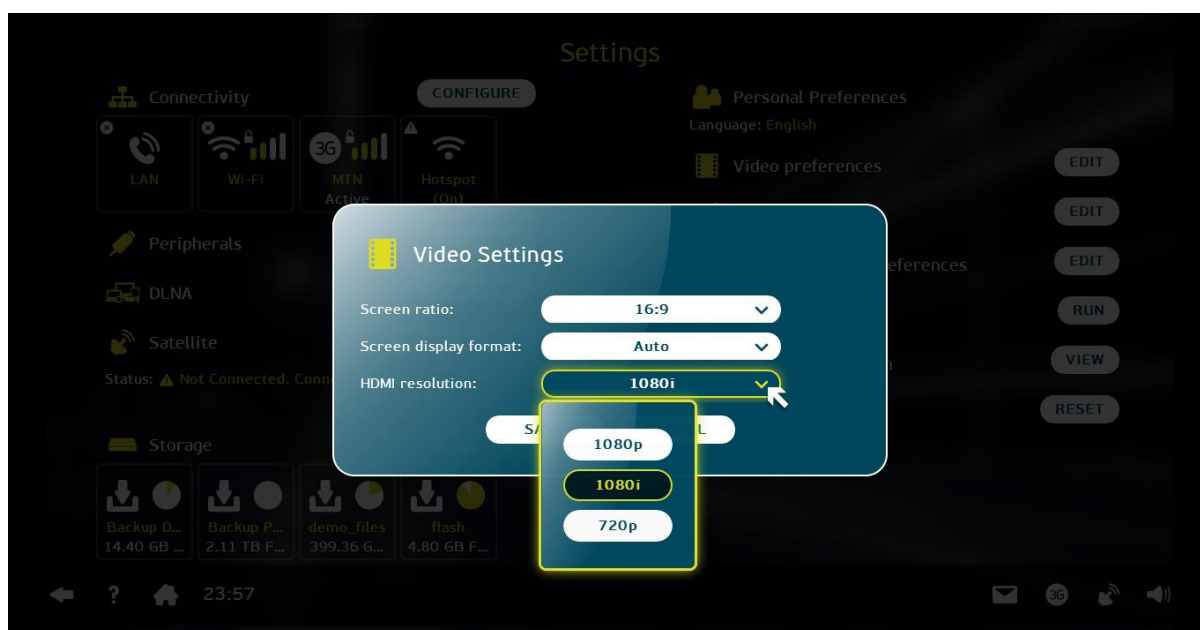 Settings
Connectivity
CONFIGURE
LAN
Wi-Fi
3G
MTN
Active
Hotspot
(On)
Peripherals
DLNA
Satellite
Status: Not Connected. Conn
Storage
Backup D...
14.40 GB ...
Backup P...
2.11 TB F...
demo_files
399.36 G...
flash
4.80 GB F...
Personal Preferences
Language: English
Video preferences
EDIT
EDIT
eferences
EDIT
RUN
VIEW
RESET
Video Settings
Screen ratio:
16:9
Screen display format:
Auto
HDMI resolution:
1080i
1080p
1080i
720p
?
23:57
3G